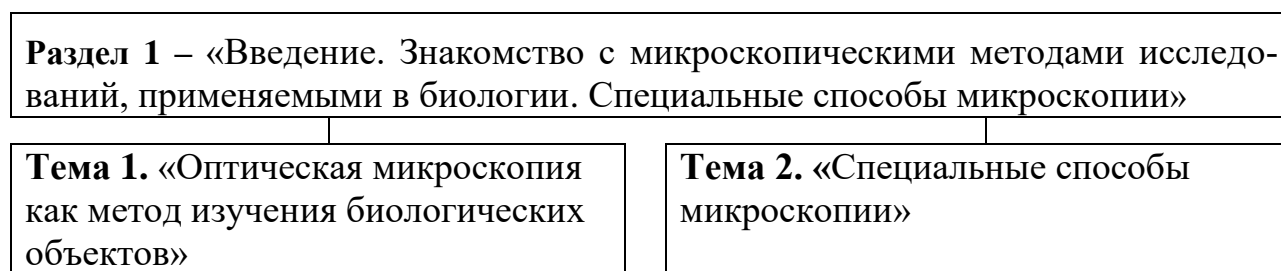 Раздел 1 – «Введение. Знакомство с микроскопическими методами исследо-
ваний, применяемыми в биологии. Специальные способы микроскопии»
Тема 1. «Оптическая микроскопия
как метод изучения биологических
объектов»
Тема 2. «Специальные способы
микроскопии»